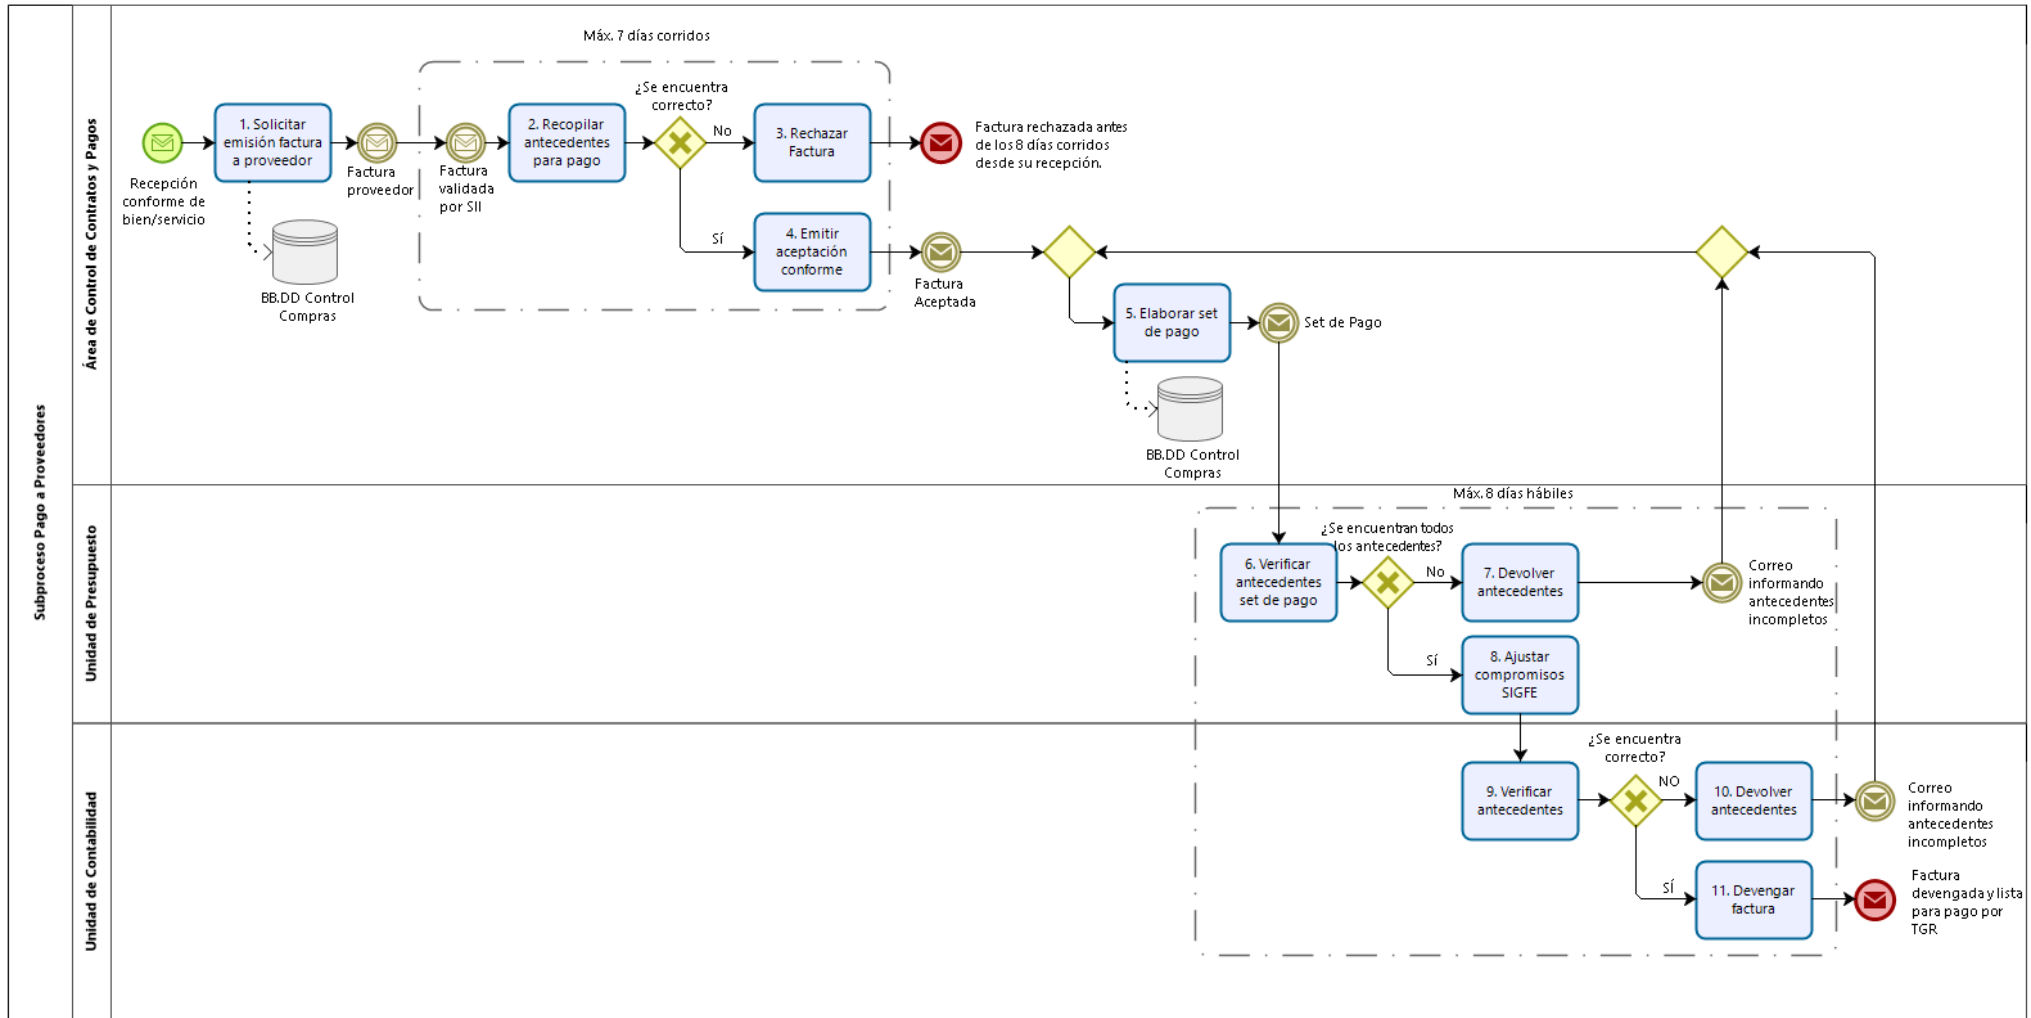 Subproceso Pago a Proveedores
Área de Control de Contratos y Pagos
Máx. 7 días corridos
Recepción
conforme de
bien/servicio
1. Solicitar
emisión factura
a proveedor
BB.DD Control
Compras
Factura
proveedor
Factura
validada
por SII
2. Recopilar
antecedentes
para pago
¿Se encuentra
correcto?
No
3. Rechazar
Factura
Factura rechazada antes
de los 8 días corridos
desde su recepción.
Sí
4. Emitir
aceptación
conforme
Factura
Aceptada
5. Elaborar set
de pago
Set de Pago
BB.DD Control
Compras
Unidad de Presupuesto
Máx. 8 días hábiles
6. Verificar
antecedentes
set de pago
¿Se encuentran todos
los antecedentes?
No
7. Devolver
antecedentes
Correo
informando
antecedentes
incompletos
Sí
8. Ajustar
compromisos
SIGFE
Unidad de Contabilidad
9. Verificar
antecedentes
¿Se encuentra
correcto?
NO
10. Devolver
antecedentes
Correo
informando
antecedentes
incompletos
SÍ
11. Devengar
factura
Factura
devengada y lista
para pago por
TGR